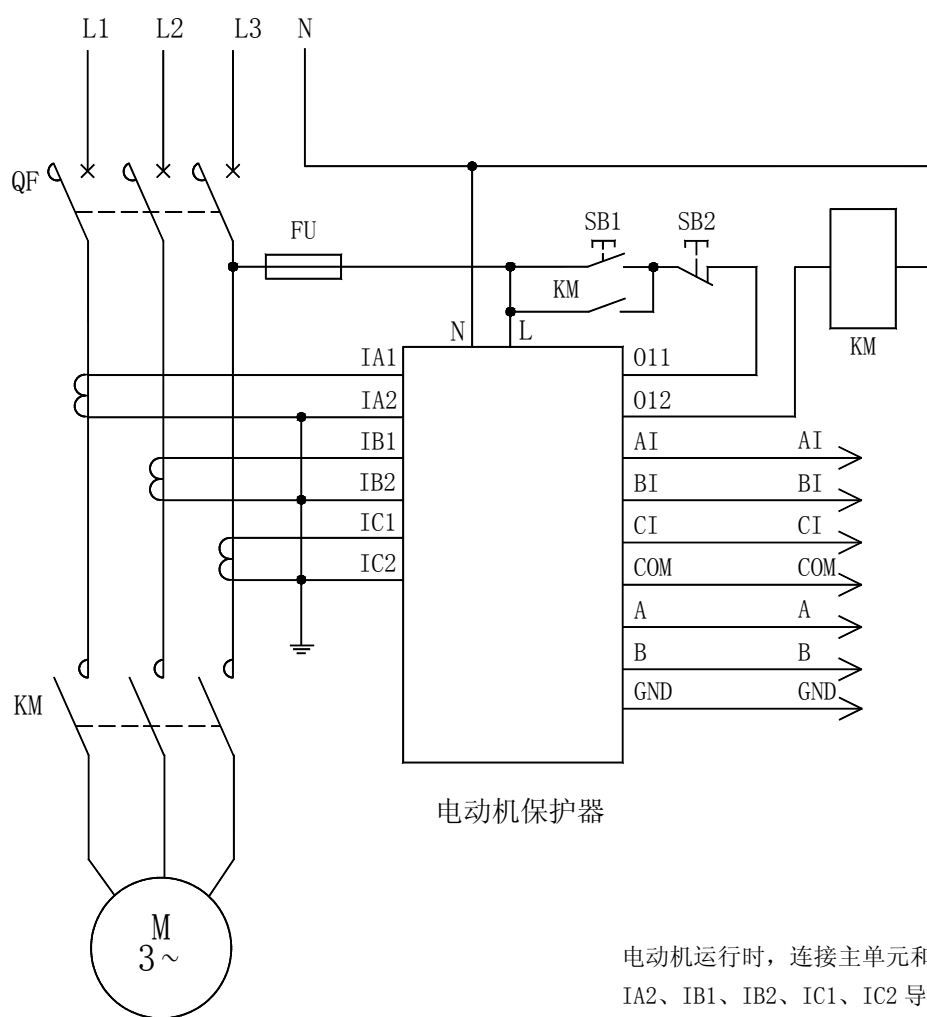 L1 L2 L3 N
QF
FU
SB1 SB2
KM
KM
N L
IA1
IA2
IB1
IB2
IC1
IC2
O11
O12
AI AI
BI BI
CI CI
COM COM
A A
B B
GND GND
KM
电动机保护器
M
3~
电动机运行时，连接主单元和
IA2、IB1、IB2、IC1、IC2 导